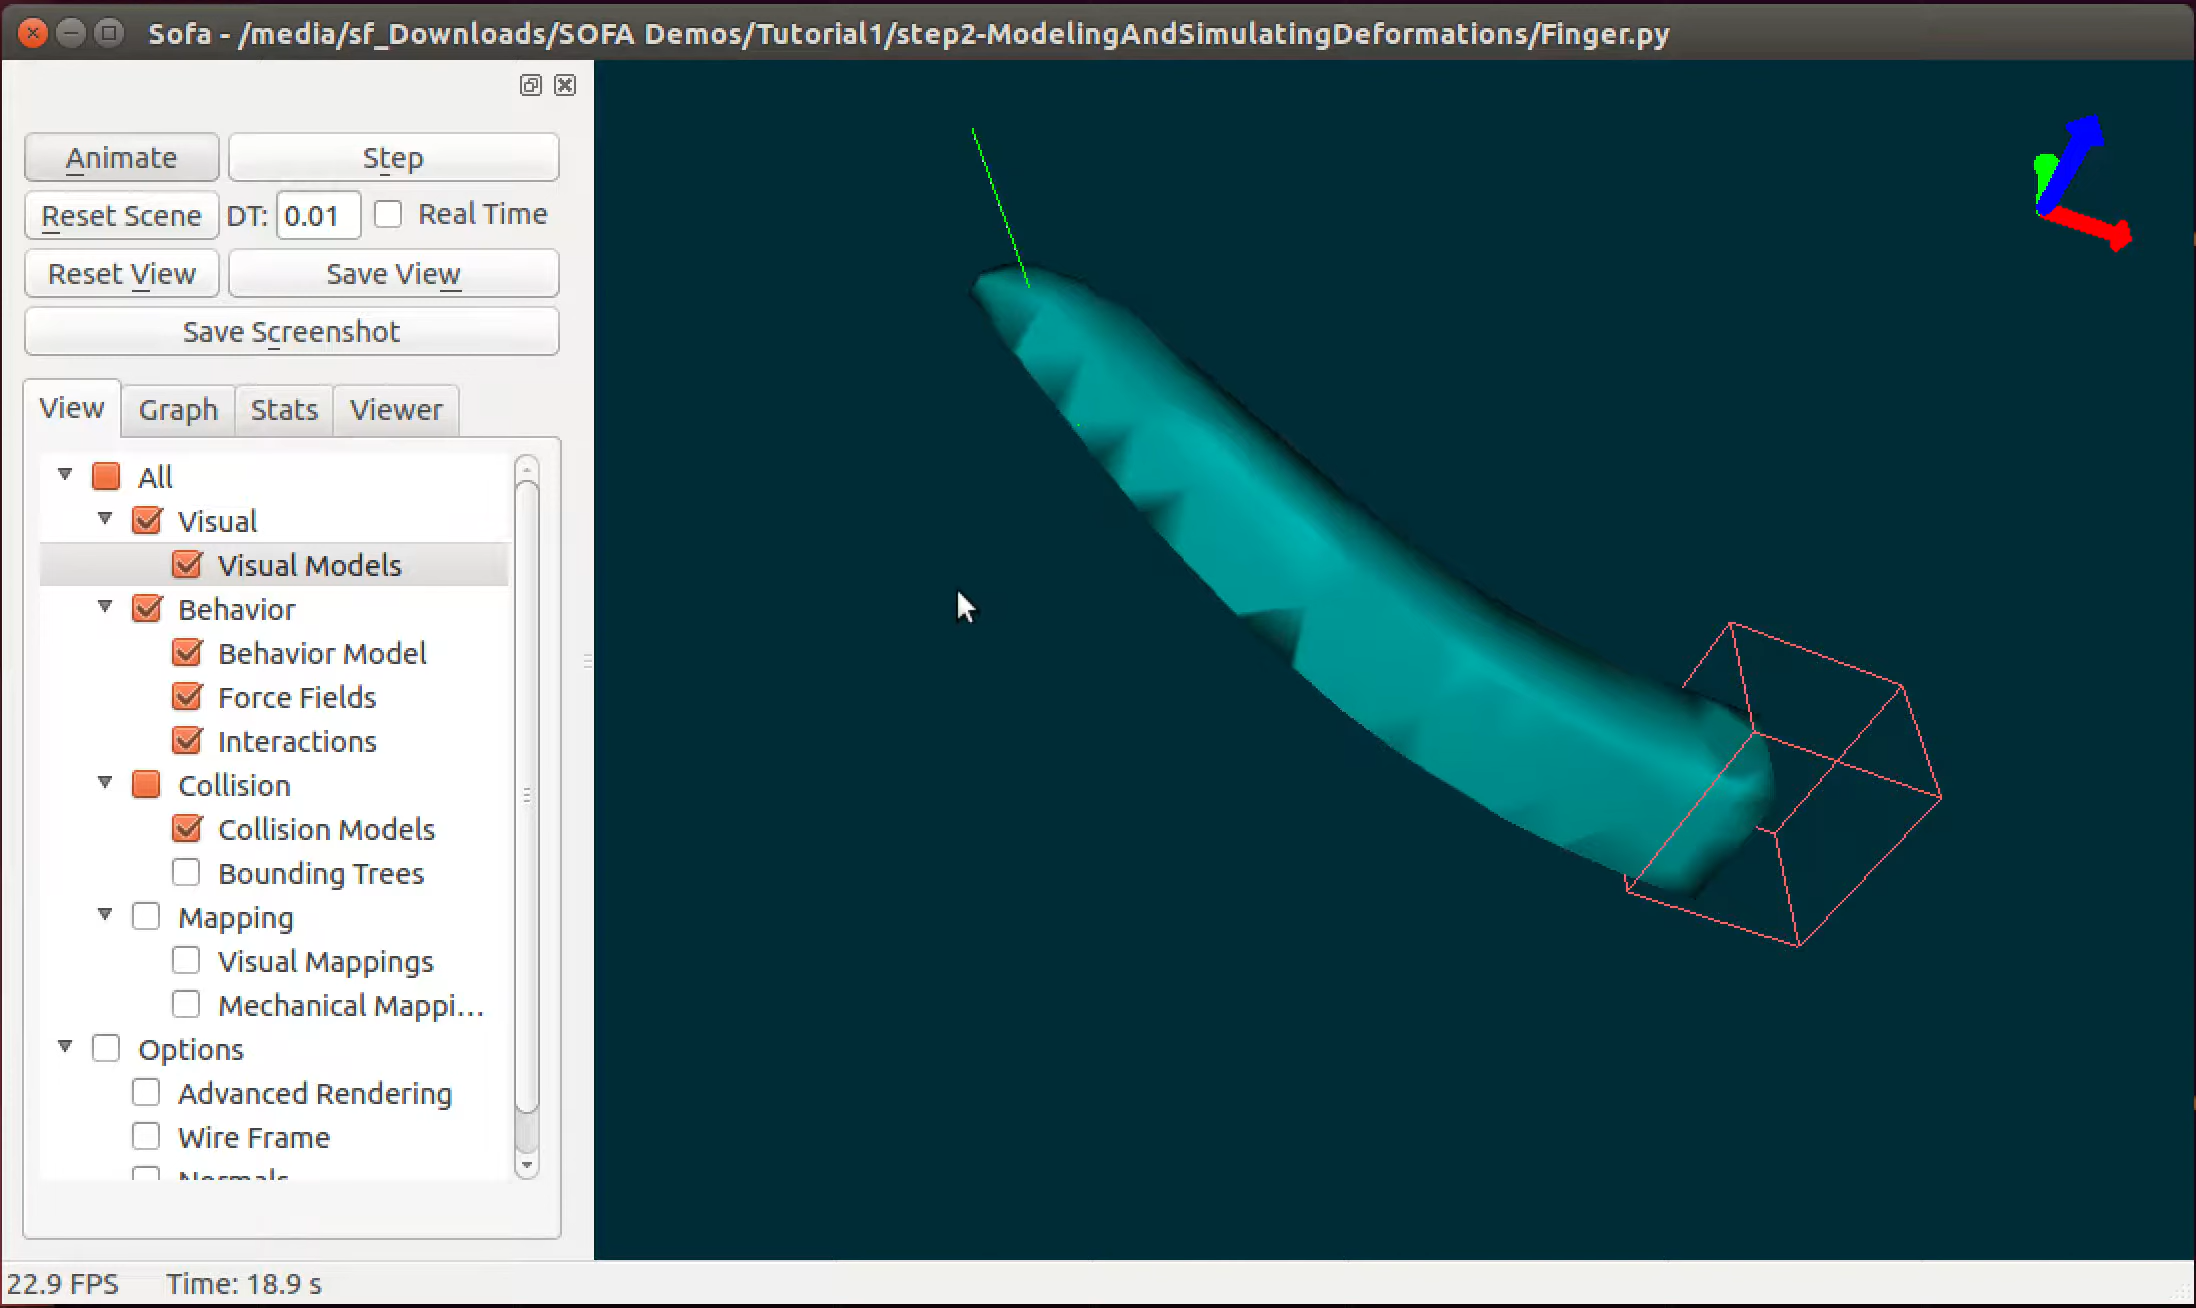 Sofa - /media/sf_Downloads/SOFA Demos/Tutorial1/step2-ModelingAndSimulatingDeformations/Finger.py
Animate Step
Reset Scene DT: 0.01 Real Time
Reset View Save View
Save Screenshot
View Graph Stats Viewer
All
Visual
Visual Models
Behavior
Behavior Model
Force Fields
Interactions
Collision
Collision Models
Bounding Trees
Mapping
Visual Mappings
Mechanical Mappi...
Options
Advanced Rendering
Wire Frame
Normals
22.9 FPS Time: 18.9 s